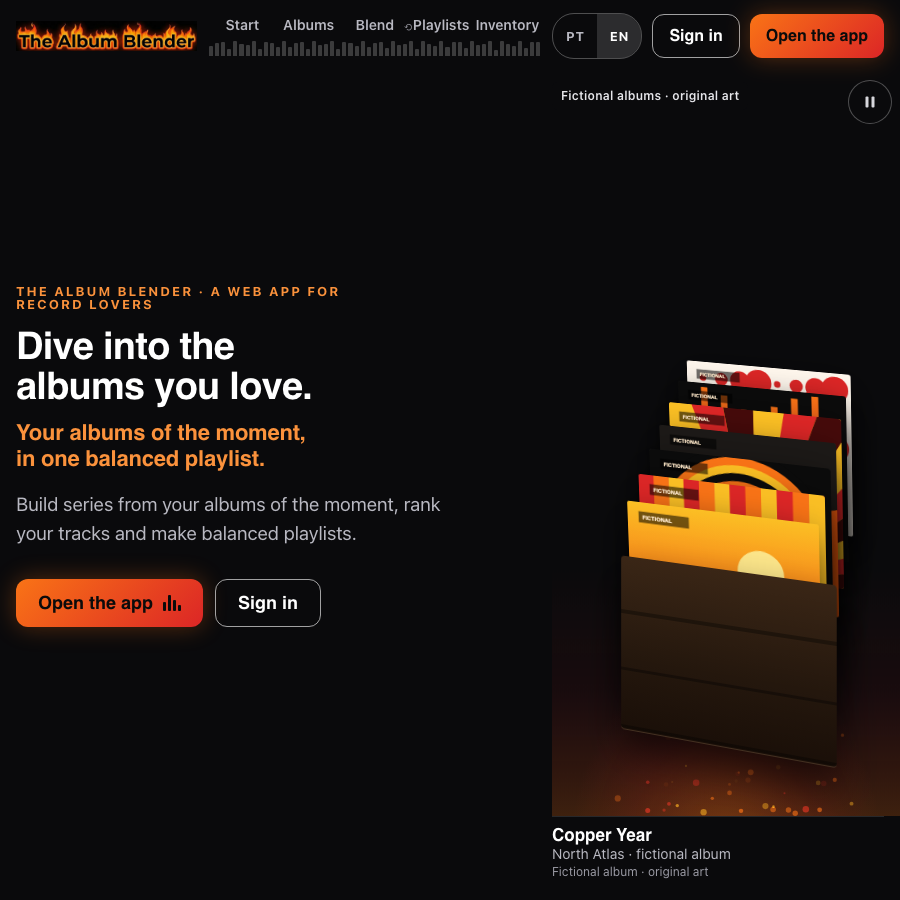 The Album Blender
Start Albums Blend Playlists Inventory
PT EN
Sign in
Open the app
Fictional albums · original art
THE ALBUM BLENDER · A WEB APP FOR
RECORD LOVERS
Dive into the
albums you love.
Your albums of the moment,
in one balanced playlist.
Build series from your albums of the moment, rank
your tracks and make balanced playlists.
Open the app
Sign in
FICTIONAL
FICTIONAL
FICTIONAL
FICTIONAL
FICTIONAL
FICTIONAL
FICTIONAL
Copper Year
North Atlas · fictional album
Fictional album · original art